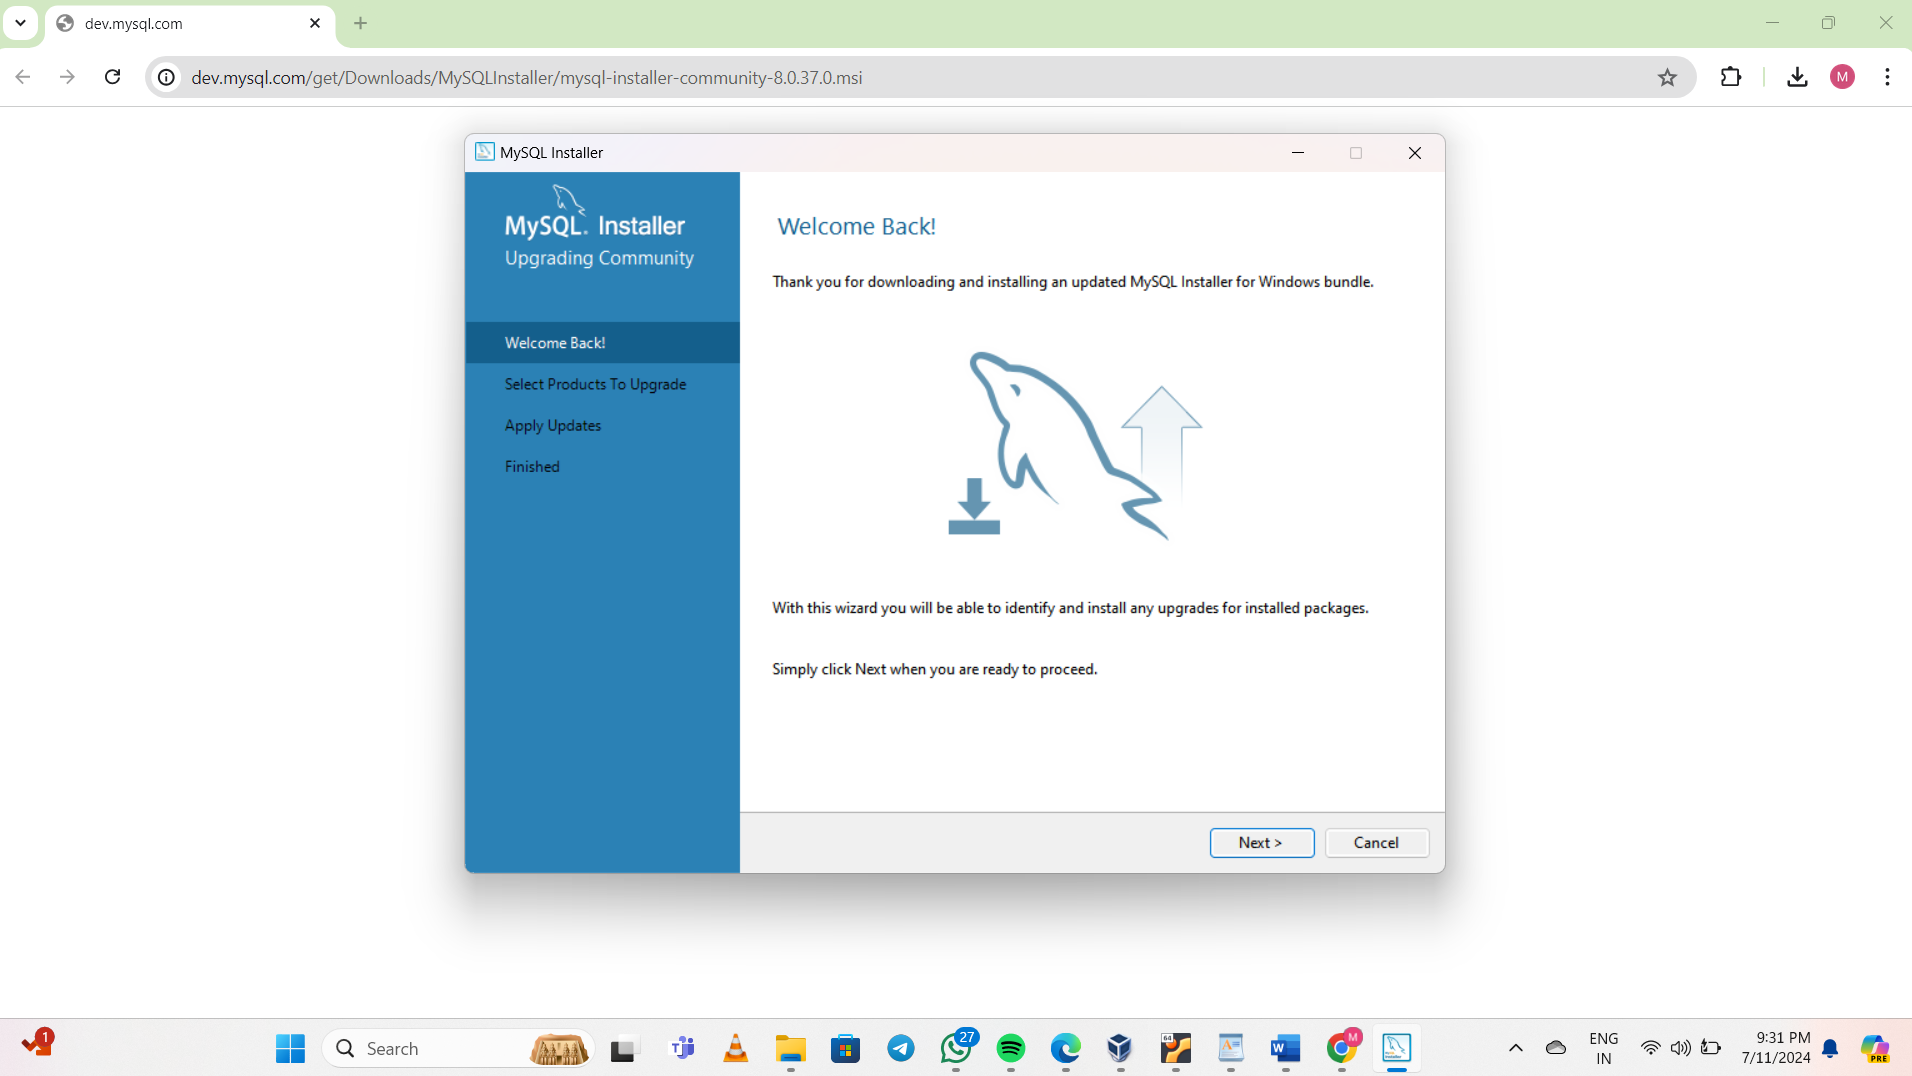 dev.mysql.com
dev.mysql.com/get/Downloads/MySQLInstaller/mysql-installer-community-8.0.37.0.msi
M
MySQL Installer
MySQL. Installer
Upgrading Community
Welcome Back!
Select Products To Upgrade
Apply Updates
Finished
Welcome Back!
Thank you for downloading and installing an updated MySQL Installer for Windows bundle.
With this wizard you will be able to identify and install any upgrades for installed packages.
Simply click Next when you are ready to proceed.
Next >
Cancel
1
Search
27
64
W
M
ENG
IN
9:31 PM
7/11/2024
PRE